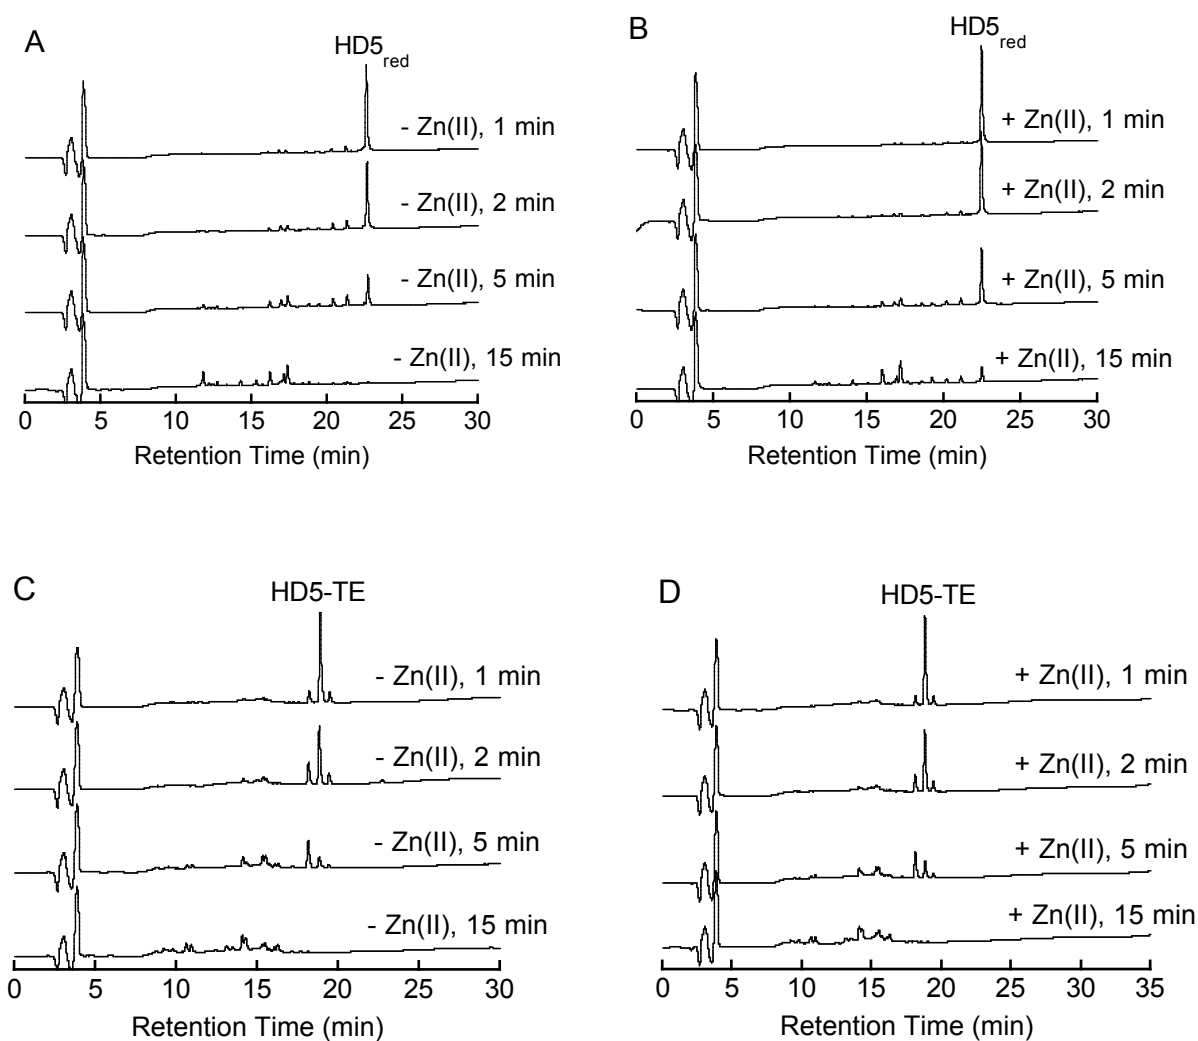 A
HD5red
- Zn(II), 1 min
- Zn(II), 2 min
- Zn(II), 5 min
- Zn(II), 15 min
0 5 10 15 20 25 30
Retention Time (min)
B
HD5red
+ Zn(II), 1 min
+ Zn(II), 2 min
+ Zn(II), 5 min
+ Zn(II), 15 min
0 5 10 15 20 25 30
Retention Time (min)
C
HD5-TE
- Zn(II), 1 min
- Zn(II), 2 min
- Zn(II), 5 min
- Zn(II), 15 min
0 5 10 15 20 25 30
Retention Time (min)
D
HD5-TE
+ Zn(II), 1 min
+ Zn(II), 2 min
+ Zn(II), 5 min
+ Zn(II), 15 min
0 5 10 15 20 25 30 35
Retention Time (min)